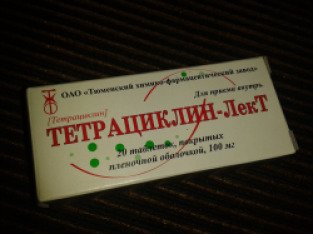 ОАО «Тюменский химико-фармацевтический завод»
Для приема внутрь
[Тетрациклин]
ТЕТРАЦИКЛИН-ЛекТ
20 таблеток, покрытых
пленочной оболочкой, 100 мг